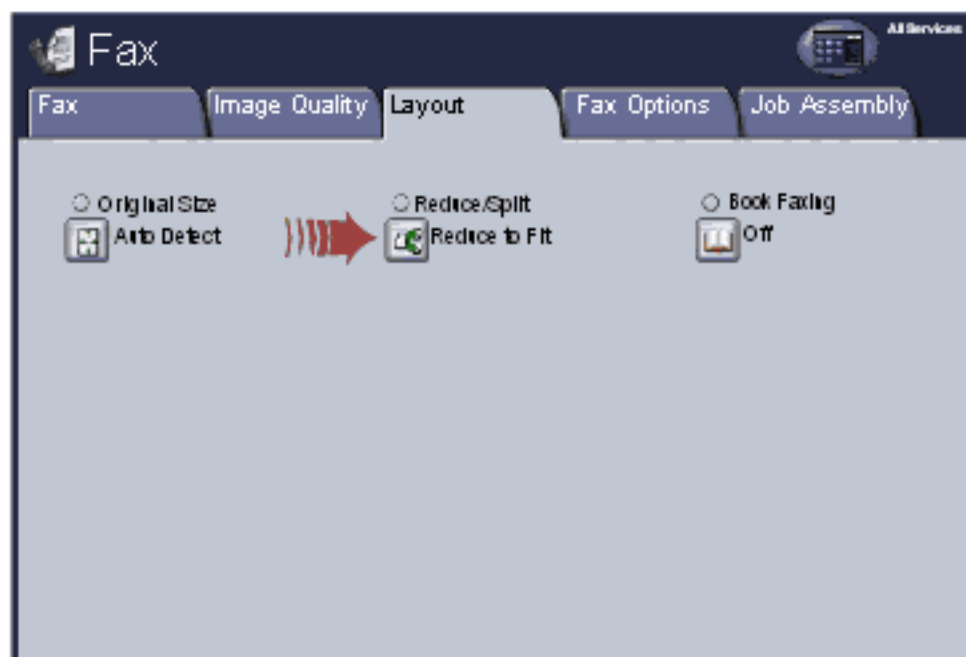 Fax
All Services
Fax
Image Quality
Layout
Fax Options
Job Assembly
Original Size
Auto Detect
Reduce/Split
Reduce to Fit
Book Faxing
Off